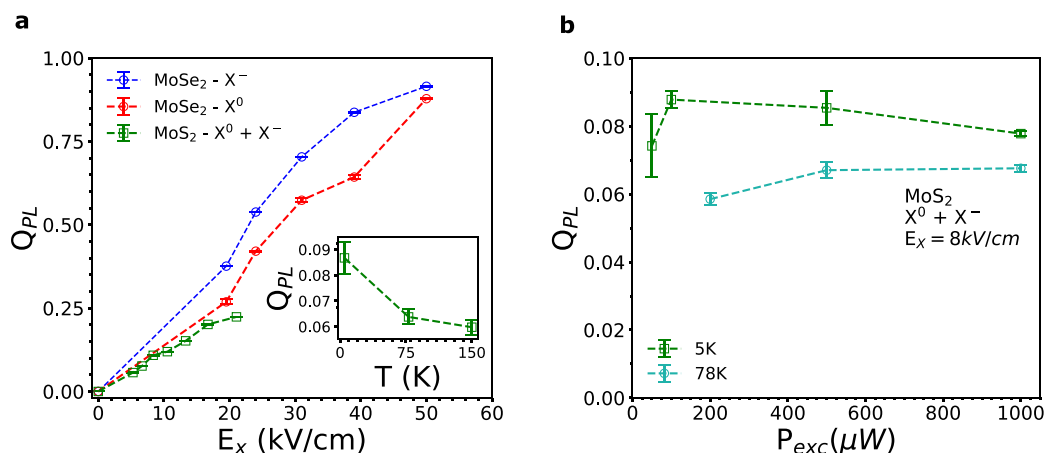 a
1.00
0.75
0.50
0.25
0.00
Q_PL
0
10
20
30
40
50
60
E_x (kV/cm)
MoSe₂ - X⁻
MoSe₂ - X⁰
MoS₂ - X⁰ + X⁻
0.09
0.08
0.07
0.06
Q_PL
0
75
150
T (K)
b
0.10
0.08
0.06
0.04
0.02
0.00
Q_PL
0
200
400
600
800
1000
P_exc(μW)
MoS₂
X⁰ + X⁻
E_X = 8kV/cm
5K
78K